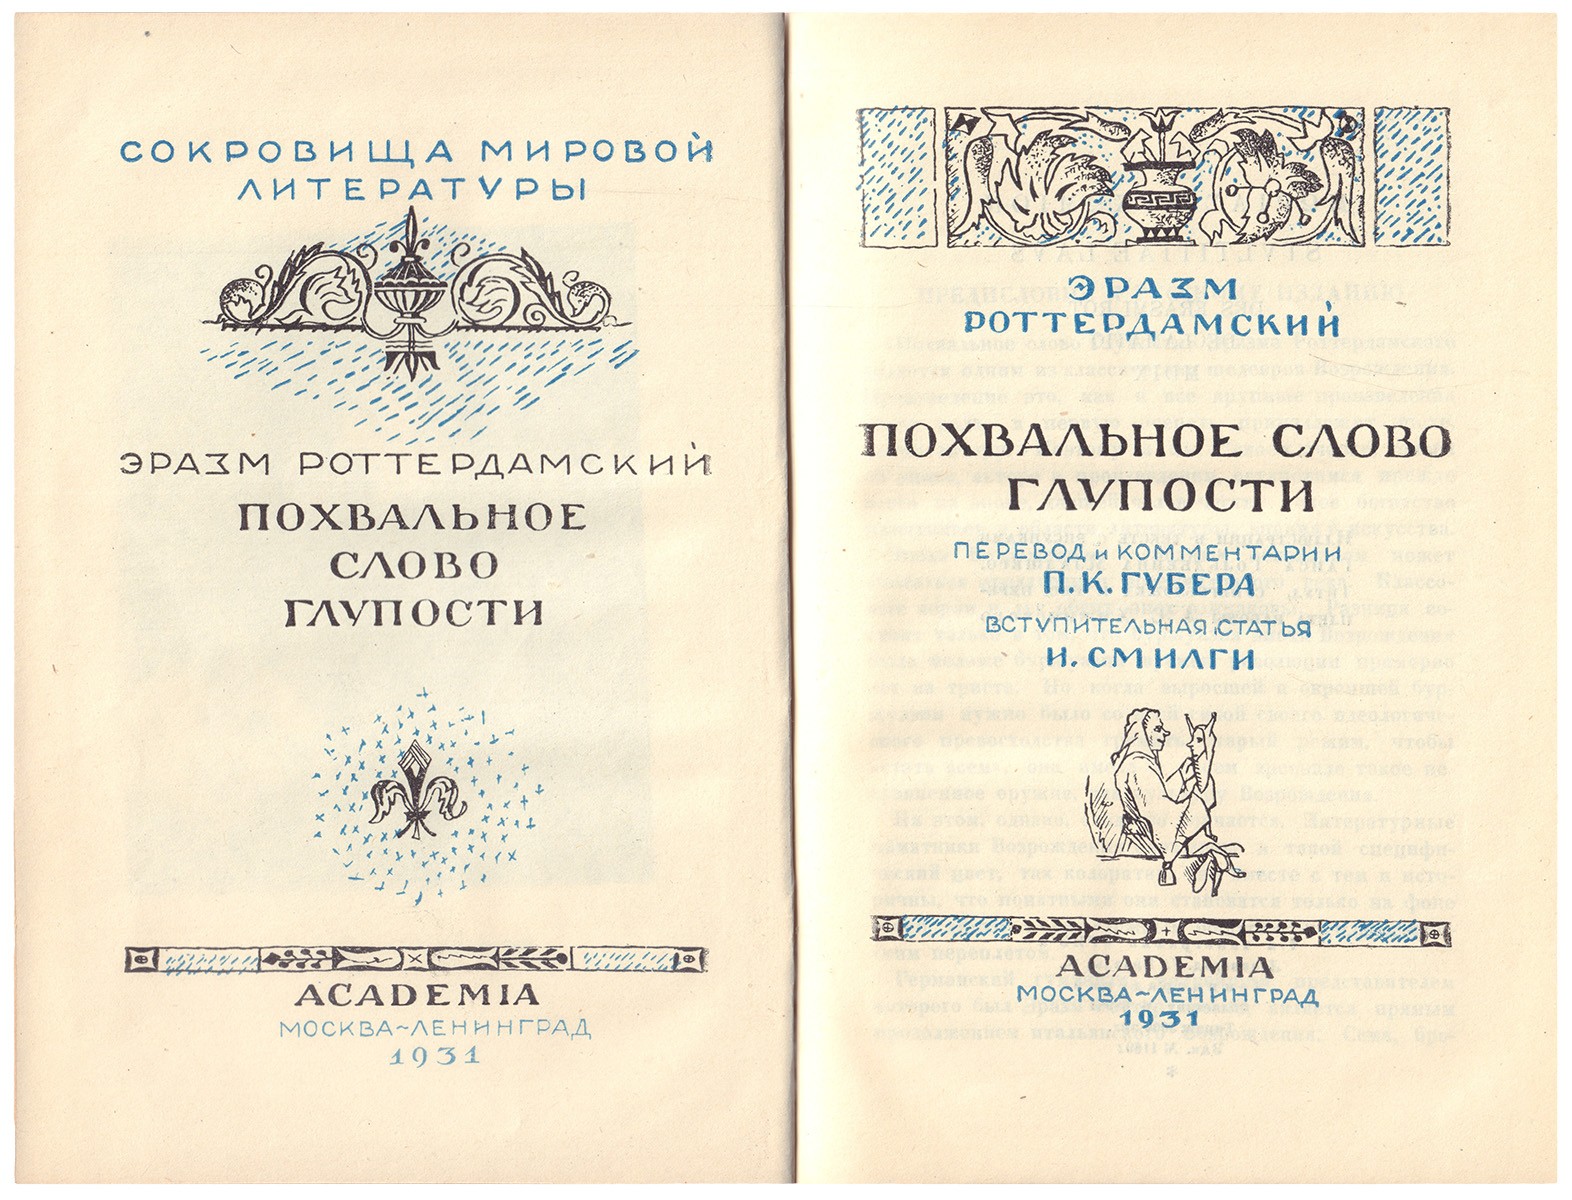 СОКРОВИЩА МИРОВОЙ
ЛИТЕРАТУРЫ
ЭРАЗМ РОТТЕРДАМСКИЙ
ПОХВАЛЬНОЕ
СЛОВО
ГЛУПОСТИ
ACADEMIA
МОСКВА~ЛЕНИНГРАД
1931
ЭРАЗМ
РОТТЕРДАМСКИЙ
ПОХВАЛЬНОЕ СЛОВО
ГЛУПОСТИ
ПЕРЕВОД и КОММЕНТАРИИ
П. К. ГУБЕРА
ВСТУПИТЕЛЬНАЯ СТАТЬЯ
И. СМИЛГИ
ACADEMIA
МОСКВА~ЛЕНИНГРАД
1931